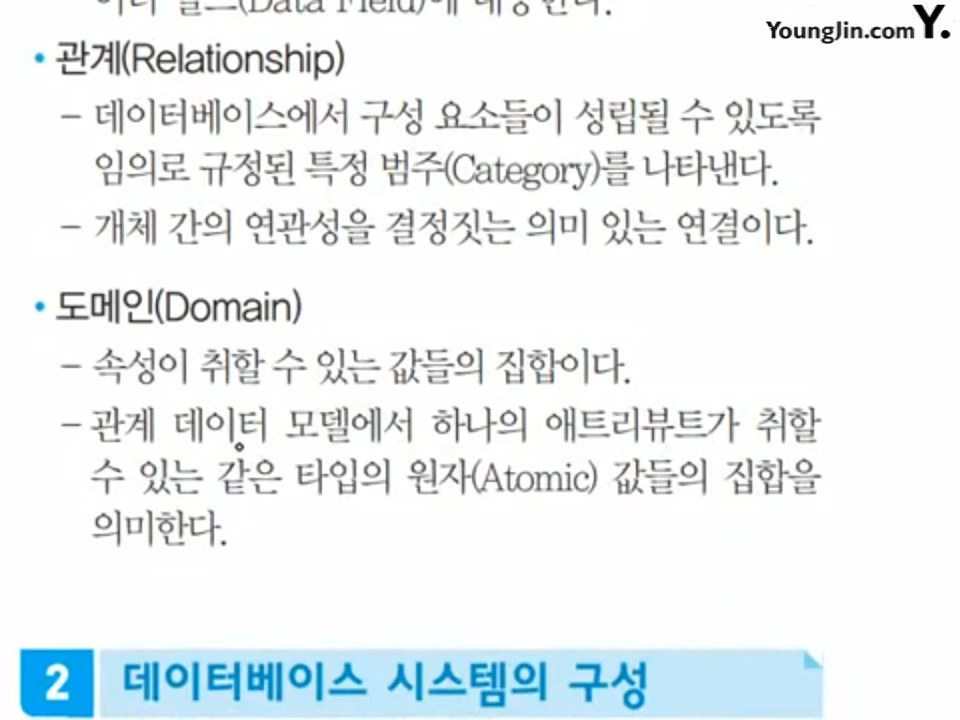 (Data Field)에 대응한다.
YoungJin.com Y.
• 관계(Relationship)
– 데이터베이스에서 구성 요소들이 성립될 수 있도록
임의로 규정된 특정 범주(Category)를 나타낸다.
– 개체 간의 연관성을 결정짓는 의미 있는 연결이다.
• 도메인(Domain)
– 속성이 취할 수 있는 값들의 집합이다.
– 관계 데이터 모델에서 하나의 애트리뷰트가 취할
수 있는 같은 타입의 원자(Atomic) 값들의 집합을
의미한다.
2 데이터베이스 시스템의 구성